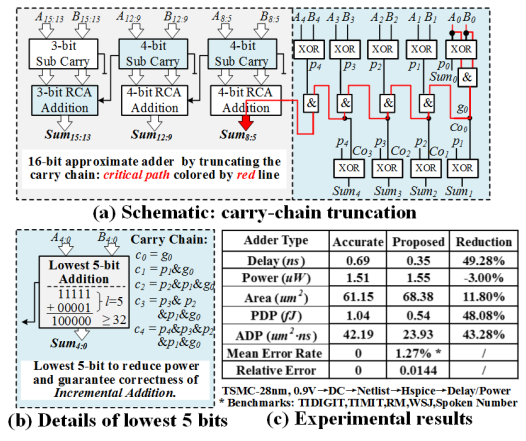 A15:13 B15:13 A12:9 B12:9 A8:5 B8:5
3-bit Sub Carry
4-bit Sub Carry
4-bit Sub Carry
3-bit RCA Addition
4-bit RCA Addition
4-bit RCA Addition
Sum15:13 Sum12:9 Sum8:5
16-bit approximate adder by truncating the
carry chain: critical path colored by red line
A4 B4 A3 B3 A2 B2 A1 B1 A0 B0
XOR XOR XOR XOR XOR
p4 p3 p2 p1 p0
Sum0
&
& & & & g0
Co0
p4 Co3 p3 Co2 p2 Co1 p1
XOR XOR XOR XOR
Sum4 Sum3 Sum2 Sum1
(a) Schematic: carry-chain truncation
A4:0 B4:0
Lowest 5-bit
Addition
11111
+ 00001
l=5
100000 ≥ 32
Sum4:0
Carry Chain:
c0 = g0
c1 = p1&g0
c2 = p2&p1&g0
c3 = p3& p2
&p1&g0
c4 = p4&p3&p2
&p1&g0
Lowest 5-bit to reduce power
and guarantee correctness of
Incremental Addition.
(b) Details of lowest 5 bits
Adder Type Accurate Proposed Reduction
Delay (ns) 0.69 0.35 49.28%
Power (uW) 1.51 1.55 -3.00%
Area (um²) 61.15 68.38 11.80%
PDP (fJ) 1.04 0.54 48.08%
ADP (um²·ns) 42.19 23.93 43.28%
Mean Error Rate 0 1.27% * /
Relative Error 0 0.0144 /
TSMC-28nm, 0.9V→DC→Netlist→Hspice→Delay/Power
* Benchmarks: TIDIGIT,TIMIT,RM,WSJ,Spoken Number
(c) Experimental results